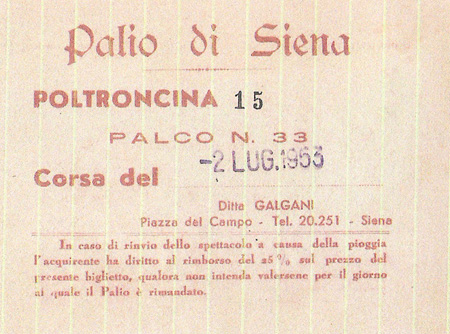 Palio di Siena
POLTRONCINA 15
PALCO N. 33
Corsa del -2 LUG. 1963
Ditta GALGANI
Piazza del Campo - Tel. 20.251 - Siena
In caso di rinvio dello spettacolo a causa della pioggia
l'acquirente ha diritto al rimborso del 25 % sul prezzo del
presente biglietto, qualora non intenda valersene per il giorno
al quale il Palio è rimandato.